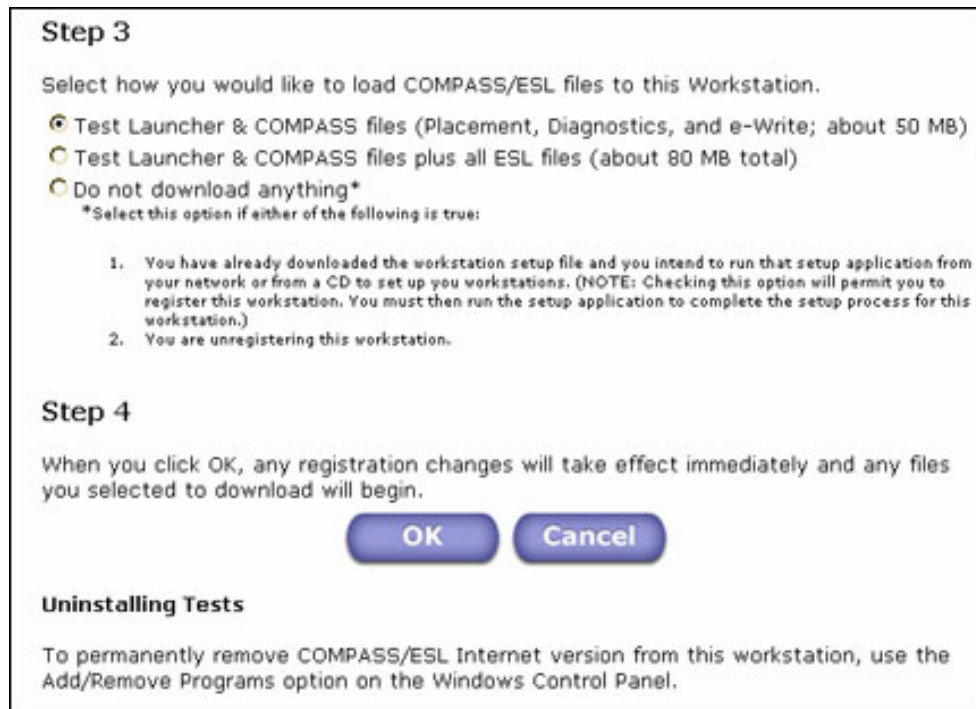 Step 3
Select how you would like to load COMPASS/ESL files to this Workstation.
Test Launcher & COMPASS files (Placement, Diagnostics, and e-Write; about 50 MB)
Test Launcher & COMPASS files plus all ESL files (about 80 MB total)
Do not download anything*
*Select this option if either of the following is true:
1. You have already downloaded the workstation setup file and you intend to run that setup application from
your network or from a CD to set up you workstations. (NOTE: Checking this option will permit you to
register this workstation. You must then run the setup application to complete the setup process for this
workstation.)
2. You are unregistering this workstation.
Step 4
When you click OK, any registration changes will take effect immediately and any files
you selected to download will begin.
OK Cancel
Uninstalling Tests
To permanently remove COMPASS/ESL Internet version from this workstation, use the
Add/Remove Programs option on the Windows Control Panel.